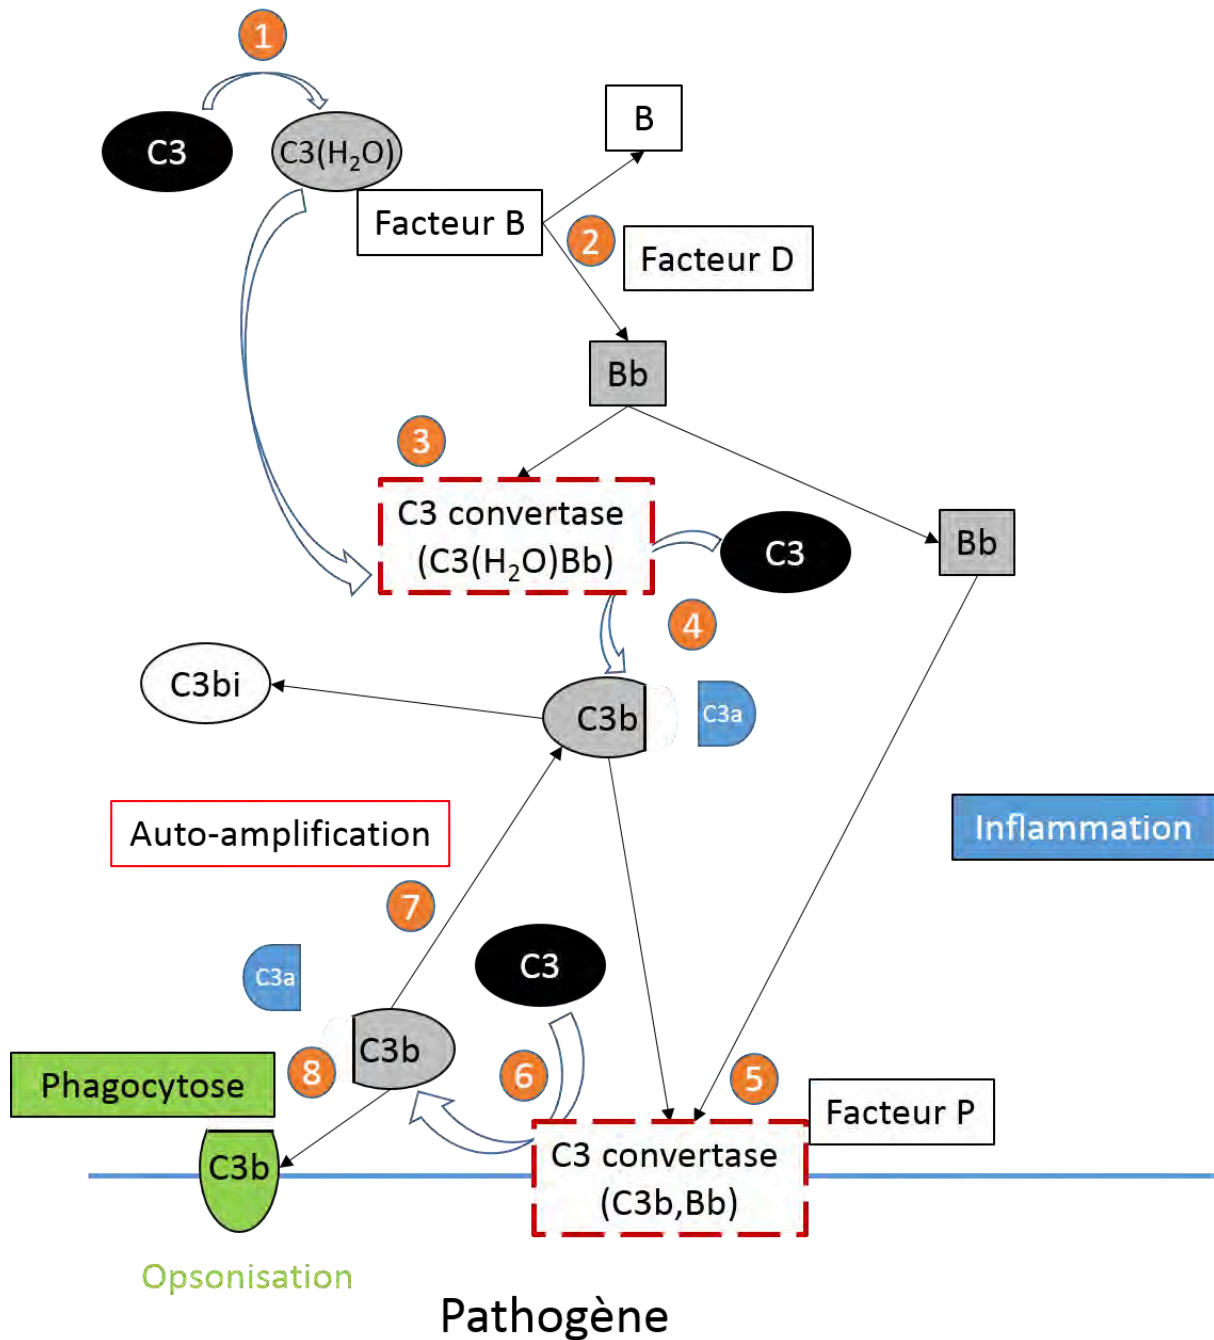 1
C3
C3(H₂O)
B
Facteur B
2
Facteur D
Bb
3
C3 convertase
(C3(H₂O)Bb)
C3
Bb
4
C3bi
C3b
C3a
Auto-amplification
Inflammation
7
C3
C3a
C3b
8
6
5
Phagocytose
Facteur P
C3b
C3 convertase
(C3b,Bb)
Opsonisation
Pathogène